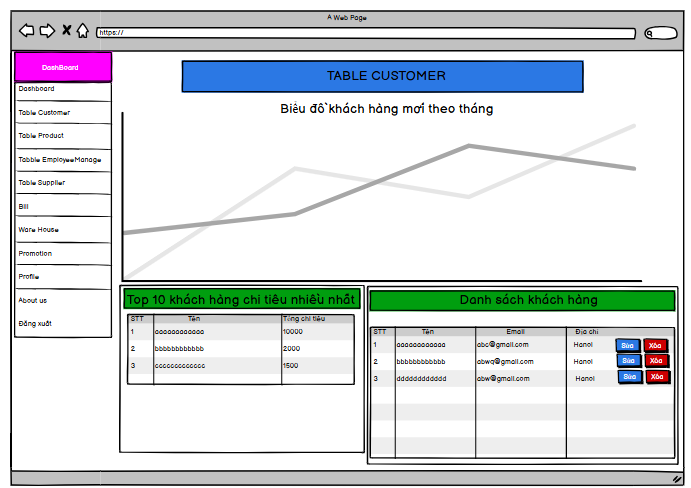 A Web Page
https://
DashBoard
Dashboard
Table Customer
Table Product
Tabble EmployeeManage
Table Supplier
Bill
Ware House
Promotion
Profile
About us
Đăng xuất
TABLE CUSTOMER
Biểu đồ khách hàng mới theo tháng
Top 10 khách hàng chi tiêu nhiều nhất
STT Tên Tổng chi tiêu
1 aaaaaaaaaaaa 10000
2 bbbbbbbbbbbb 2000
3 ccccccccccccc 1500
Danh sách khách hàng
STT Tên Email Địa chỉ
1 aaaaaaaaaaaa abc@gmail.com Hanoi Sửa Xóa
2 bbbbbbbbbbbb abwq@gmail.com Hanoi Sửa Xóa
3 dddddddddddd abw@gmail.com Hanoi Sửa Xóa